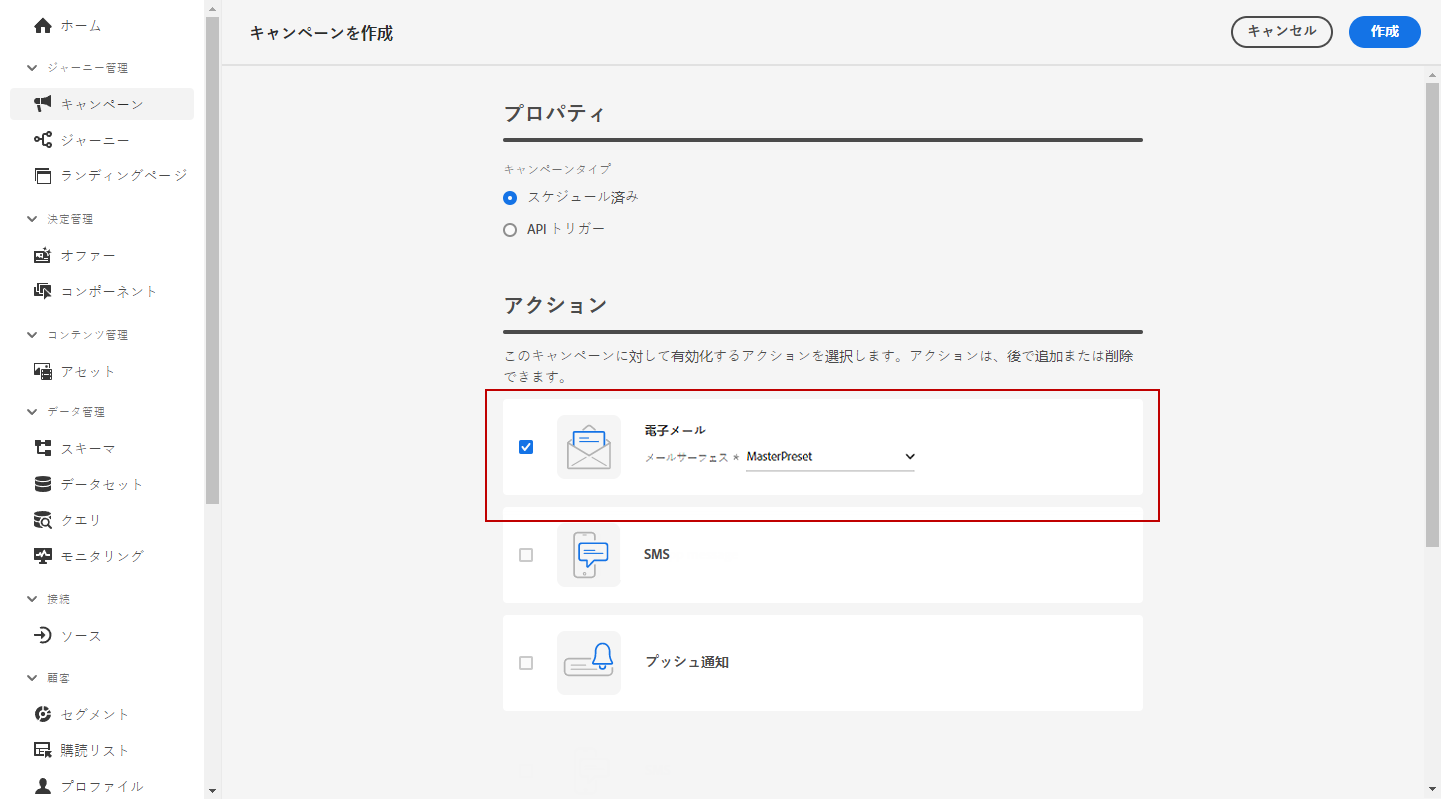 ホーム
ジャーニー管理
キャンペーン
ジャーニー
ランディングページ
決定管理
オファー
コンポーネント
コンテンツ管理
アセット
データ管理
スキーマ
データセット
クエリ
モニタリング
接続
ソース
顧客
セグメント
購読リスト
プロファイル
キャンペーンを作成
キャンセル
作成
プロパティ
キャンペーンタイプ
スケジュール済み
API トリガー
アクション
このキャンペーンに対して有効化するアクションを選択します。アクションは、後で追加または削除
できます。
電子メール
メールサーフェス * MasterPreset
SMS
プッシュ通知